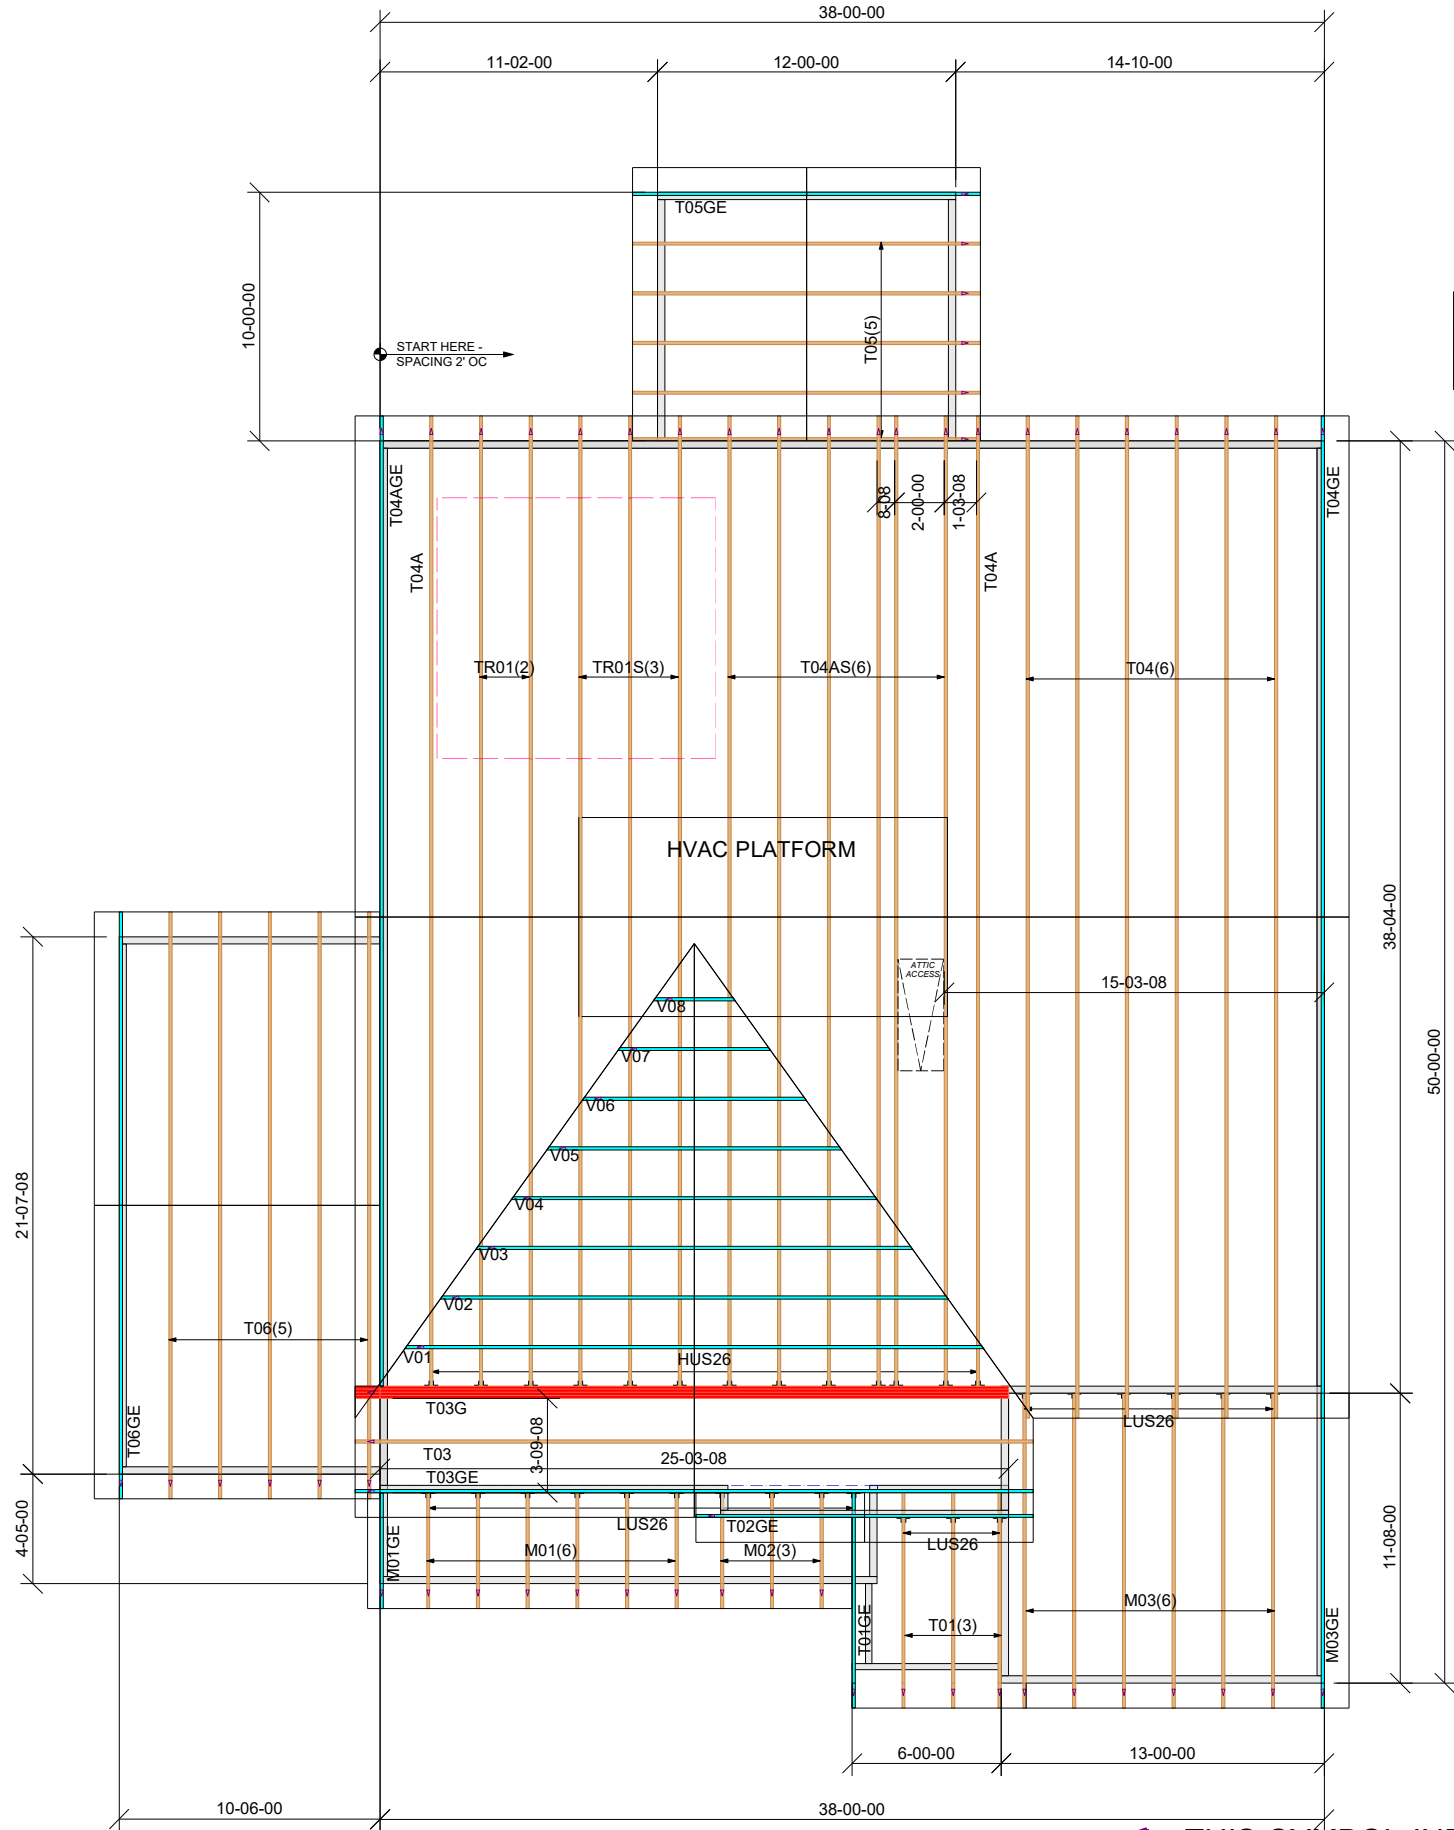 38-00-00
11-02-00
12-00-00
14-10-00
T05GE
10-00-00
T05(5)
START HERE -
SPACING 2' OC
T04AGE
T04A
8-08
2-00-00
1-03-08
T04A
T04GE
TR01(2)
TR01S(3)
T04AS(6)
T04(6)
HVAC PLATFORM
38-04-00
ATTIC
ACCESS
15-03-08
V08
V07
50-00-00
V06
V05
21-07-08
V04
V03
V02
T06(5)
V01
HUS26
T03G
T06GE
LUS26
T03
3-09-08
25-03-08
T03GE
4-05-00
LUS26
T02GE
LUS26
M01GE
M01(6)
M02(3)
11-08-00
M03(6)
T01GE
T01(3)
M03GE
6-00-00
13-00-00
10-06-00
38-00-00